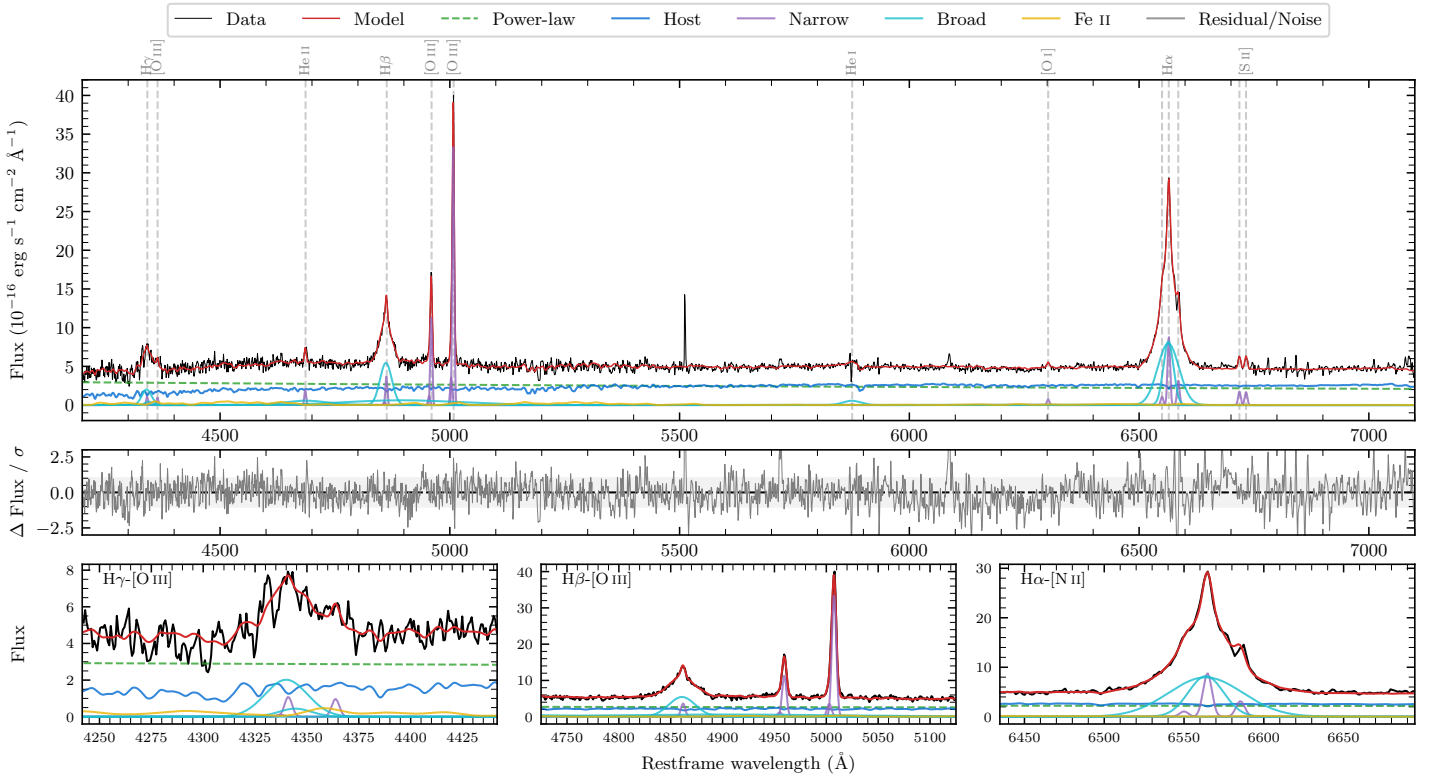 Data Model Power-law Host Narrow Broad Fe II Residual/Noise
Hγ [O III] He II Hβ [O III] [O III] He I [O I] Hα [S II]
Flux (10⁻¹⁶ erg s⁻¹ cm⁻² Å⁻¹)
40
35
30
25
20
15
10
5
0
4500 5000 5500 6000 6500 7000
Δ Flux / σ
2.5
0.0
−2.5
4500 5000 5500 6000 6500 7000
Flux
Hγ-[O III]
8
6
4
2
0
4250 4275 4300 4325 4350 4375 4400 4425
Hβ-[O III]
40
30
20
10
0
4750 4800 4850 4900 4950 5000 5050 5100
Hα-[N II]
30
20
10
0
6450 6500 6550 6600 6650
Restframe wavelength (Å)